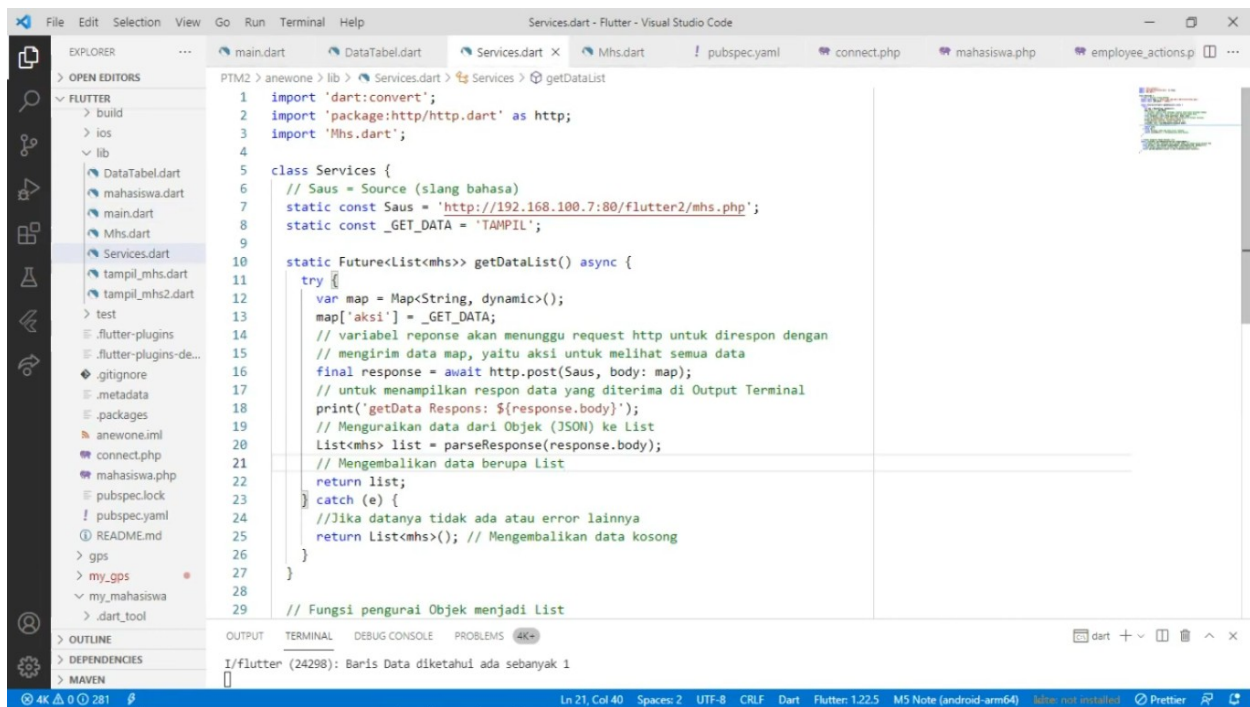 File Edit Selection View Go Run Terminal Help
Services.dart - Flutter - Visual Studio Code
EXPLORER
main.dart
DataTabel.dart
Services.dart
Mhs.dart
! pubspec.yaml
connect.php
mahasiswa.php
employee_actions.p
OPEN EDITORS
FLUTTER
build
ios
lib
DataTabel.dart
mahasiswa.dart
main.dart
Mhs.dart
Services.dart
tampil_mhs.dart
tampil_mhs2.dart
test
.flutter-plugins
.flutter-plugins-de...
.gitignore
.metadata
.packages
anewone.iml
connect.php
mahasiswa.php
pubspec.lock
! pubspec.yaml
README.md
gps
my_gps
my_mahasiswa
.dart_tool
OUTLINE
DEPENDENCIES
MAVEN
PTM2 > anewone > lib > Services.dart > Services > getDataList
1 import 'dart:convert';
2 import 'package:http/http.dart' as http;
3 import 'Mhs.dart';
4
5 class Services {
6 // Saus = Source (slang bahasa)
7 static const Saus = 'http://192.168.100.7:80/flutter2/mhs.php';
8 static const _GET_DATA = 'TAMPIL';
9
10 static Future<List<mhs>> getDataList() async {
11 try {
12 var map = Map<String, dynamic>();
13 map['aksi'] = _GET_DATA;
14 // variabel reponse akan menunggu request http untuk direspon dengan
15 // mengirim data map, yaitu aksi untuk melihat semua data
16 final response = await http.post(Saus, body: map);
17 // untuk menampilkan respon data yang diterima di Output Terminal
18 print('getData Respons: ${response.body}');
19 // Menguraikan data dari Objek (JSON) ke List
20 List<mhs> list = parseResponse(response.body);
21 // Mengembalikan data berupa List
22 return list;
23 } catch (e) {
24 //Jika datanya tidak ada atau error lainnya
25 return List<mhs>(); // Mengembalikan data kosong
26 }
27 }
28
29 // Fungsi pengurai Objek menjadi List
OUTPUT TERMINAL DEBUG CONSOLE PROBLEMS 4K+
dart
I/flutter (24298): Baris Data diketahui ada sebanyak 1
4K 0 281
Ln 21, Col 40 Spaces: 2 UTF-8 CRLF Dart Flutter: 1.22.5 M5 Note (android-arm64) not installed Prettier